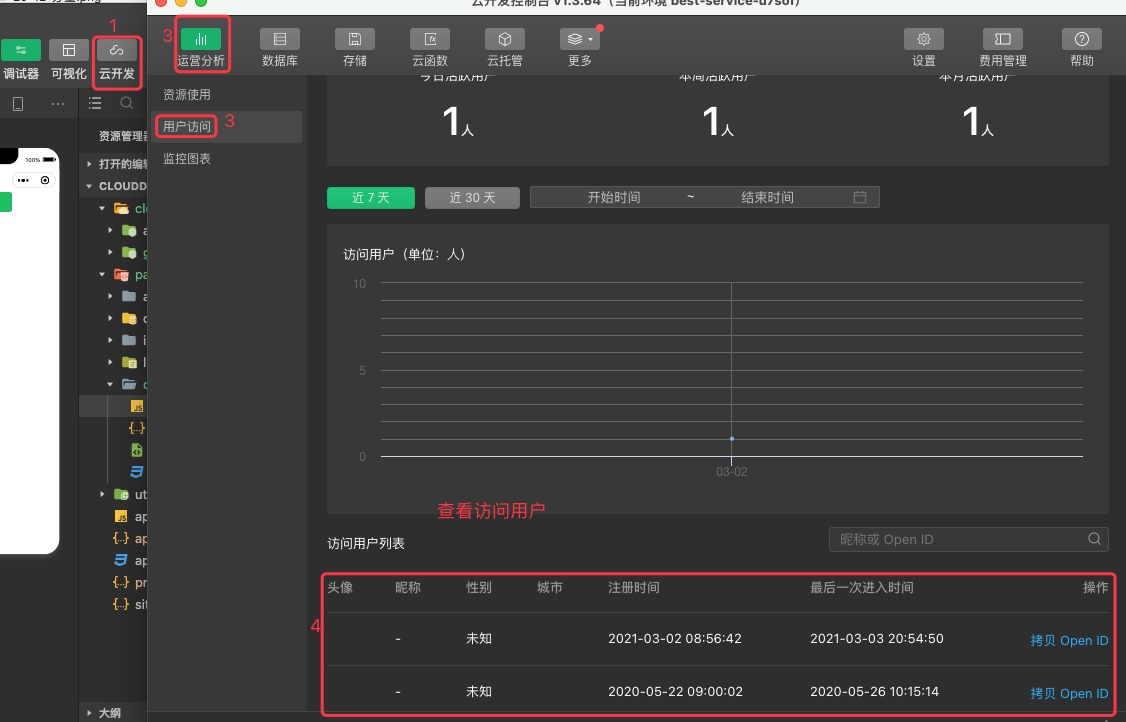 云开发控制台 v1.3.64（当前环境 best-service-u7sof）
1
3
调试器
可视化
云开发
运营分析
数据库
存储
云函数
云托管
更多
设置
费用管理
帮助
资源使用
用户访问
3
监控图表
资源管理器
打开的编辑
CLOUDD
100%
今日活跃用户
本周活跃用户
本月活跃用户
1人
1人
1人
近 7 天
近 30 天
开始时间
~
结束时间
访问用户（单位：人）
10
5
0
03-02
查看访问用户
访问用户列表
昵称或 Open ID
头像
昵称
性别
城市
注册时间
最后一次进入时间
操作
4
-
未知
2021-03-02 08:56:42
2021-03-03 20:54:50
拷贝 Open ID
-
未知
2020-05-22 09:00:02
2020-05-26 10:15:14
拷贝 Open ID
大纲